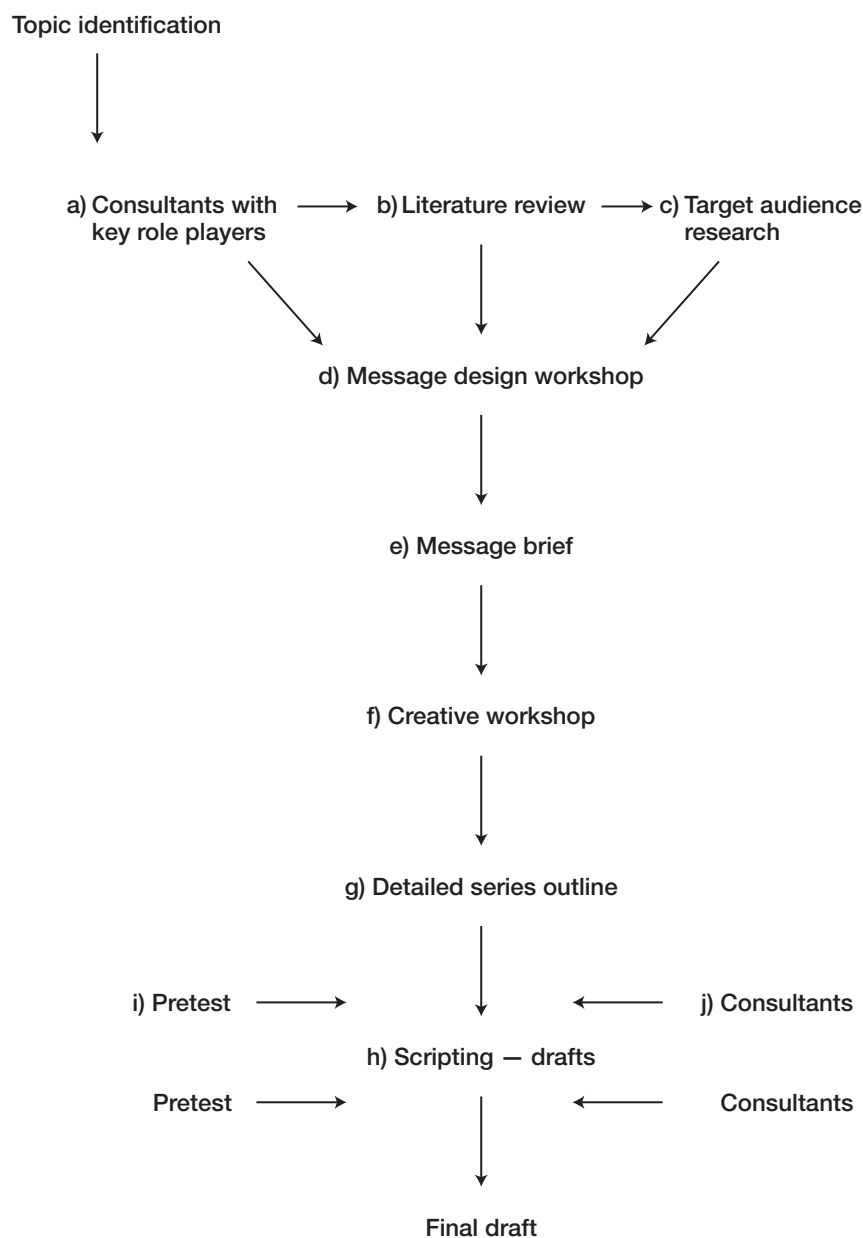 Topic identification
a) Consultants with
key role players
b) Literature review
c) Target audience
research
d) Message design workshop
e) Message brief
f) Creative workshop
g) Detailed series outline
i) Pretest
j) Consultants
h) Scripting — drafts
Pretest
Consultants
Final draft